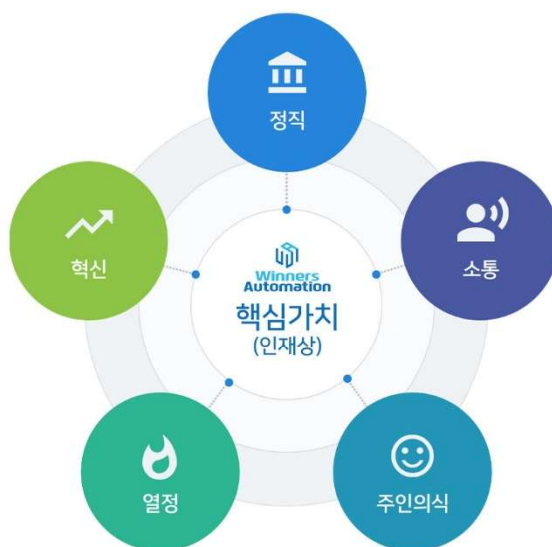 정직
혁신
소통
Winners
Automation
핵심가치
(인재상)
열정
주인의식